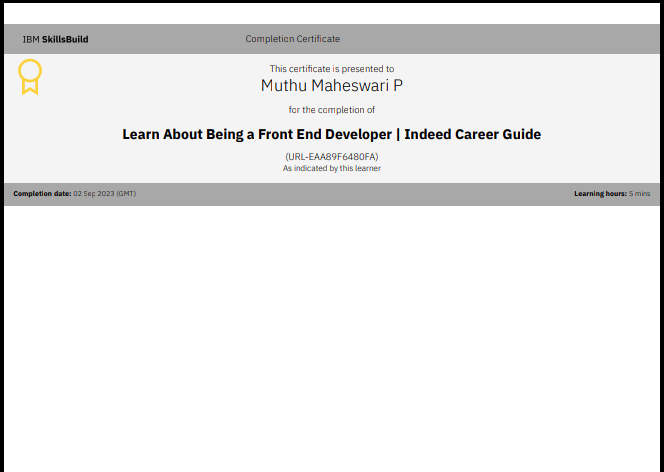 IBM SkillsBuild
Completion Certificate
This certificate is presented to
Muthu Maheswari P
for the completion of
Learn About Being a Front End Developer | Indeed Career Guide
(URL-EAA89F6480FA)
As indicated by this learner
Completion date: 02 Sep 2023 (GMT)
Learning hours: 5 mins